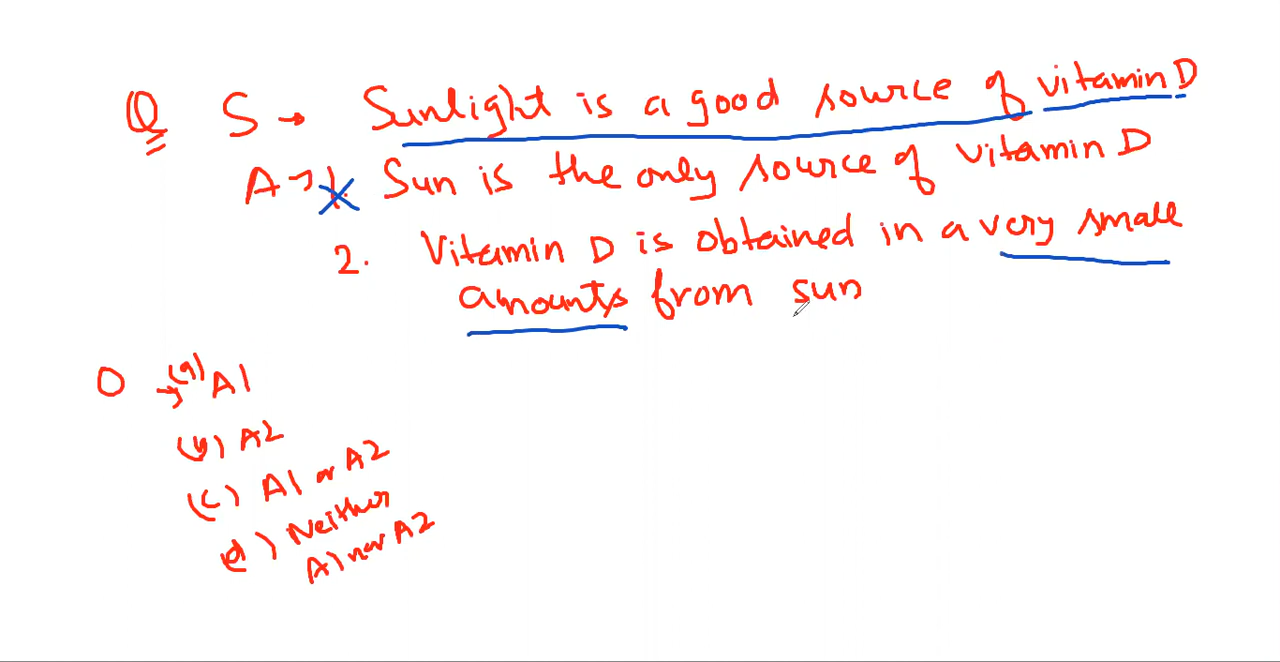 Q S → Sunlight is a good source of vitamin D
A → 1. Sun is the only source of vitamin D
2. Vitamin D is obtained in a very small
amounts from sun
O → (a) A1
(b) A2
(c) A1 or A2
(d) Neither
A1 nor A2